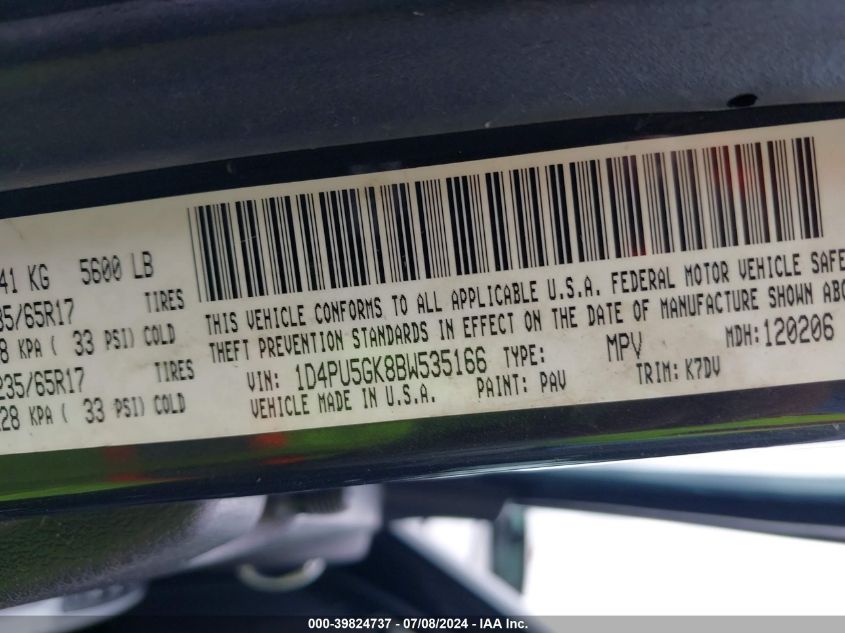 41 KG 5600 LB
35/65R17 TIRES
8 KPA ( 33 PSI) COLD
235/65R17 TIRES
28 KPA ( 33 PSI) COLD
THIS VEHICLE CONFORMS TO ALL APPLICABLE U.S.A. FEDERAL MOTOR VEHICLE SAFE
THEFT PREVENTION STANDARDS IN EFFECT ON THE DATE OF MANUFACTURE SHOWN ABO
VIN: 1D4PU5GK8BW535166 TYPE: MPV MDH:120206
VEHICLE MADE IN U.S.A. PAINT: PAV TRIM: K7DV
000-39824737 - 07/08/2024 - IAA Inc.